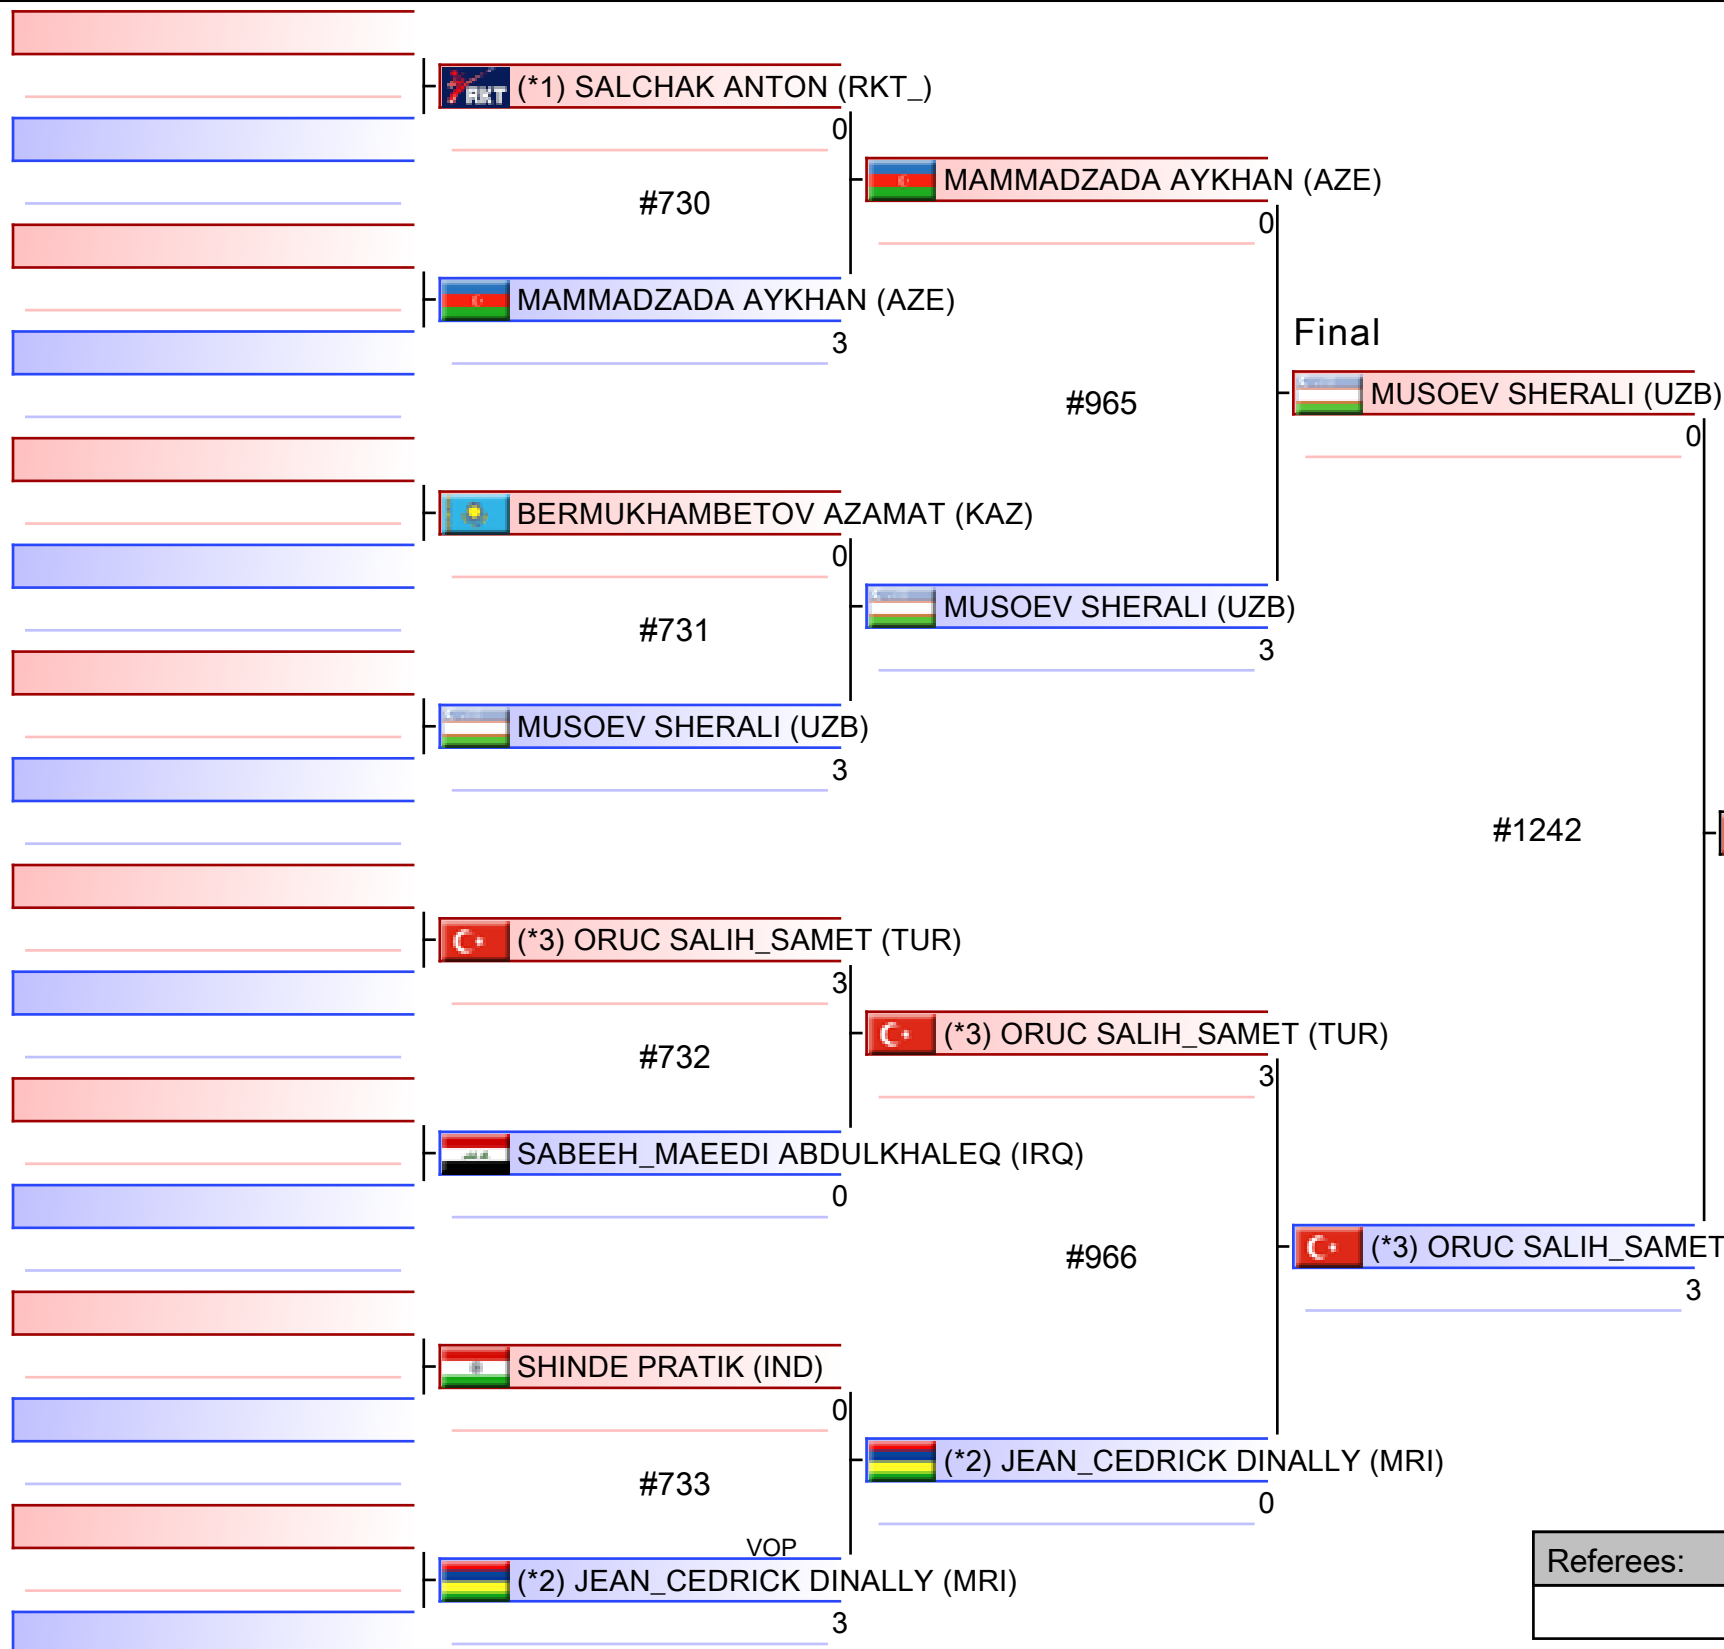 RKT (*1) SALCHAK ANTON (RKT_)
0
#730
MAMMADZADA AYKHAN (AZE)
3
BERMUKHAMBETOV AZAMAT (KAZ)
0
#731
MUSOEV SHERALI (UZB)
3
(*3) ORUC SALIH_SAMET (TUR)
3
#732
SABEEH_MAEEDI ABDULKHALEQ (IRQ)
0
SHINDE PRATIK (IND)
0
#733
VOP
(*2) JEAN_CEDRICK DINALLY (MRI)
3
MAMMADZADA AYKHAN (AZE)
0
#965
MUSOEV SHERALI (UZB)
3
(*3) ORUC SALIH_SAMET (TUR)
3
#966
(*2) JEAN_CEDRICK DINALLY (MRI)
0
Final
MUSOEV SHERALI (UZB)
0
#1242
(*3) ORUC SALIH_SAMET
3
Referees: